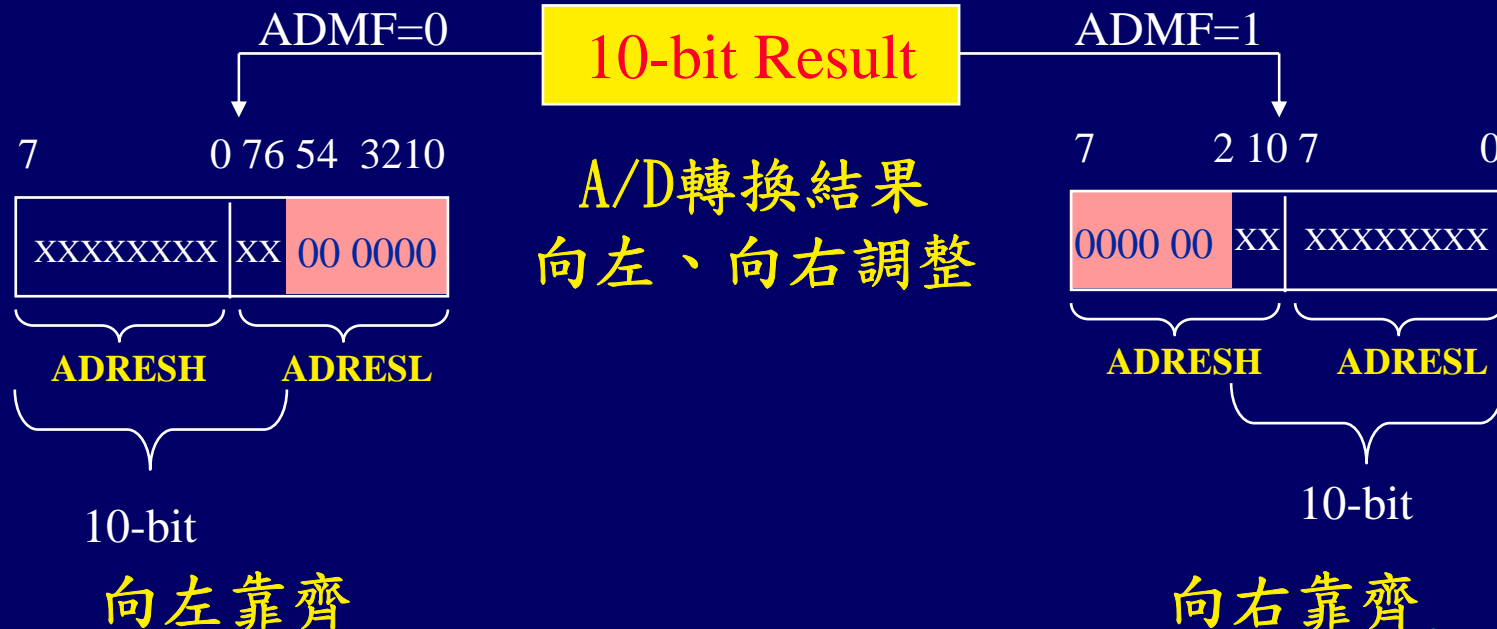 ADMF=0
10-bit Result
ADMF=1
7 0 76 54 3210
A/D轉換結果
向左、向右調整
7 2 10 7 0
XXXXXXXX XX 00 0000
0000 00 XX XXXXXXXX
ADRESH ADRESL
ADRESH ADRESL
10-bit
10-bit
向左靠齊
向右靠齊